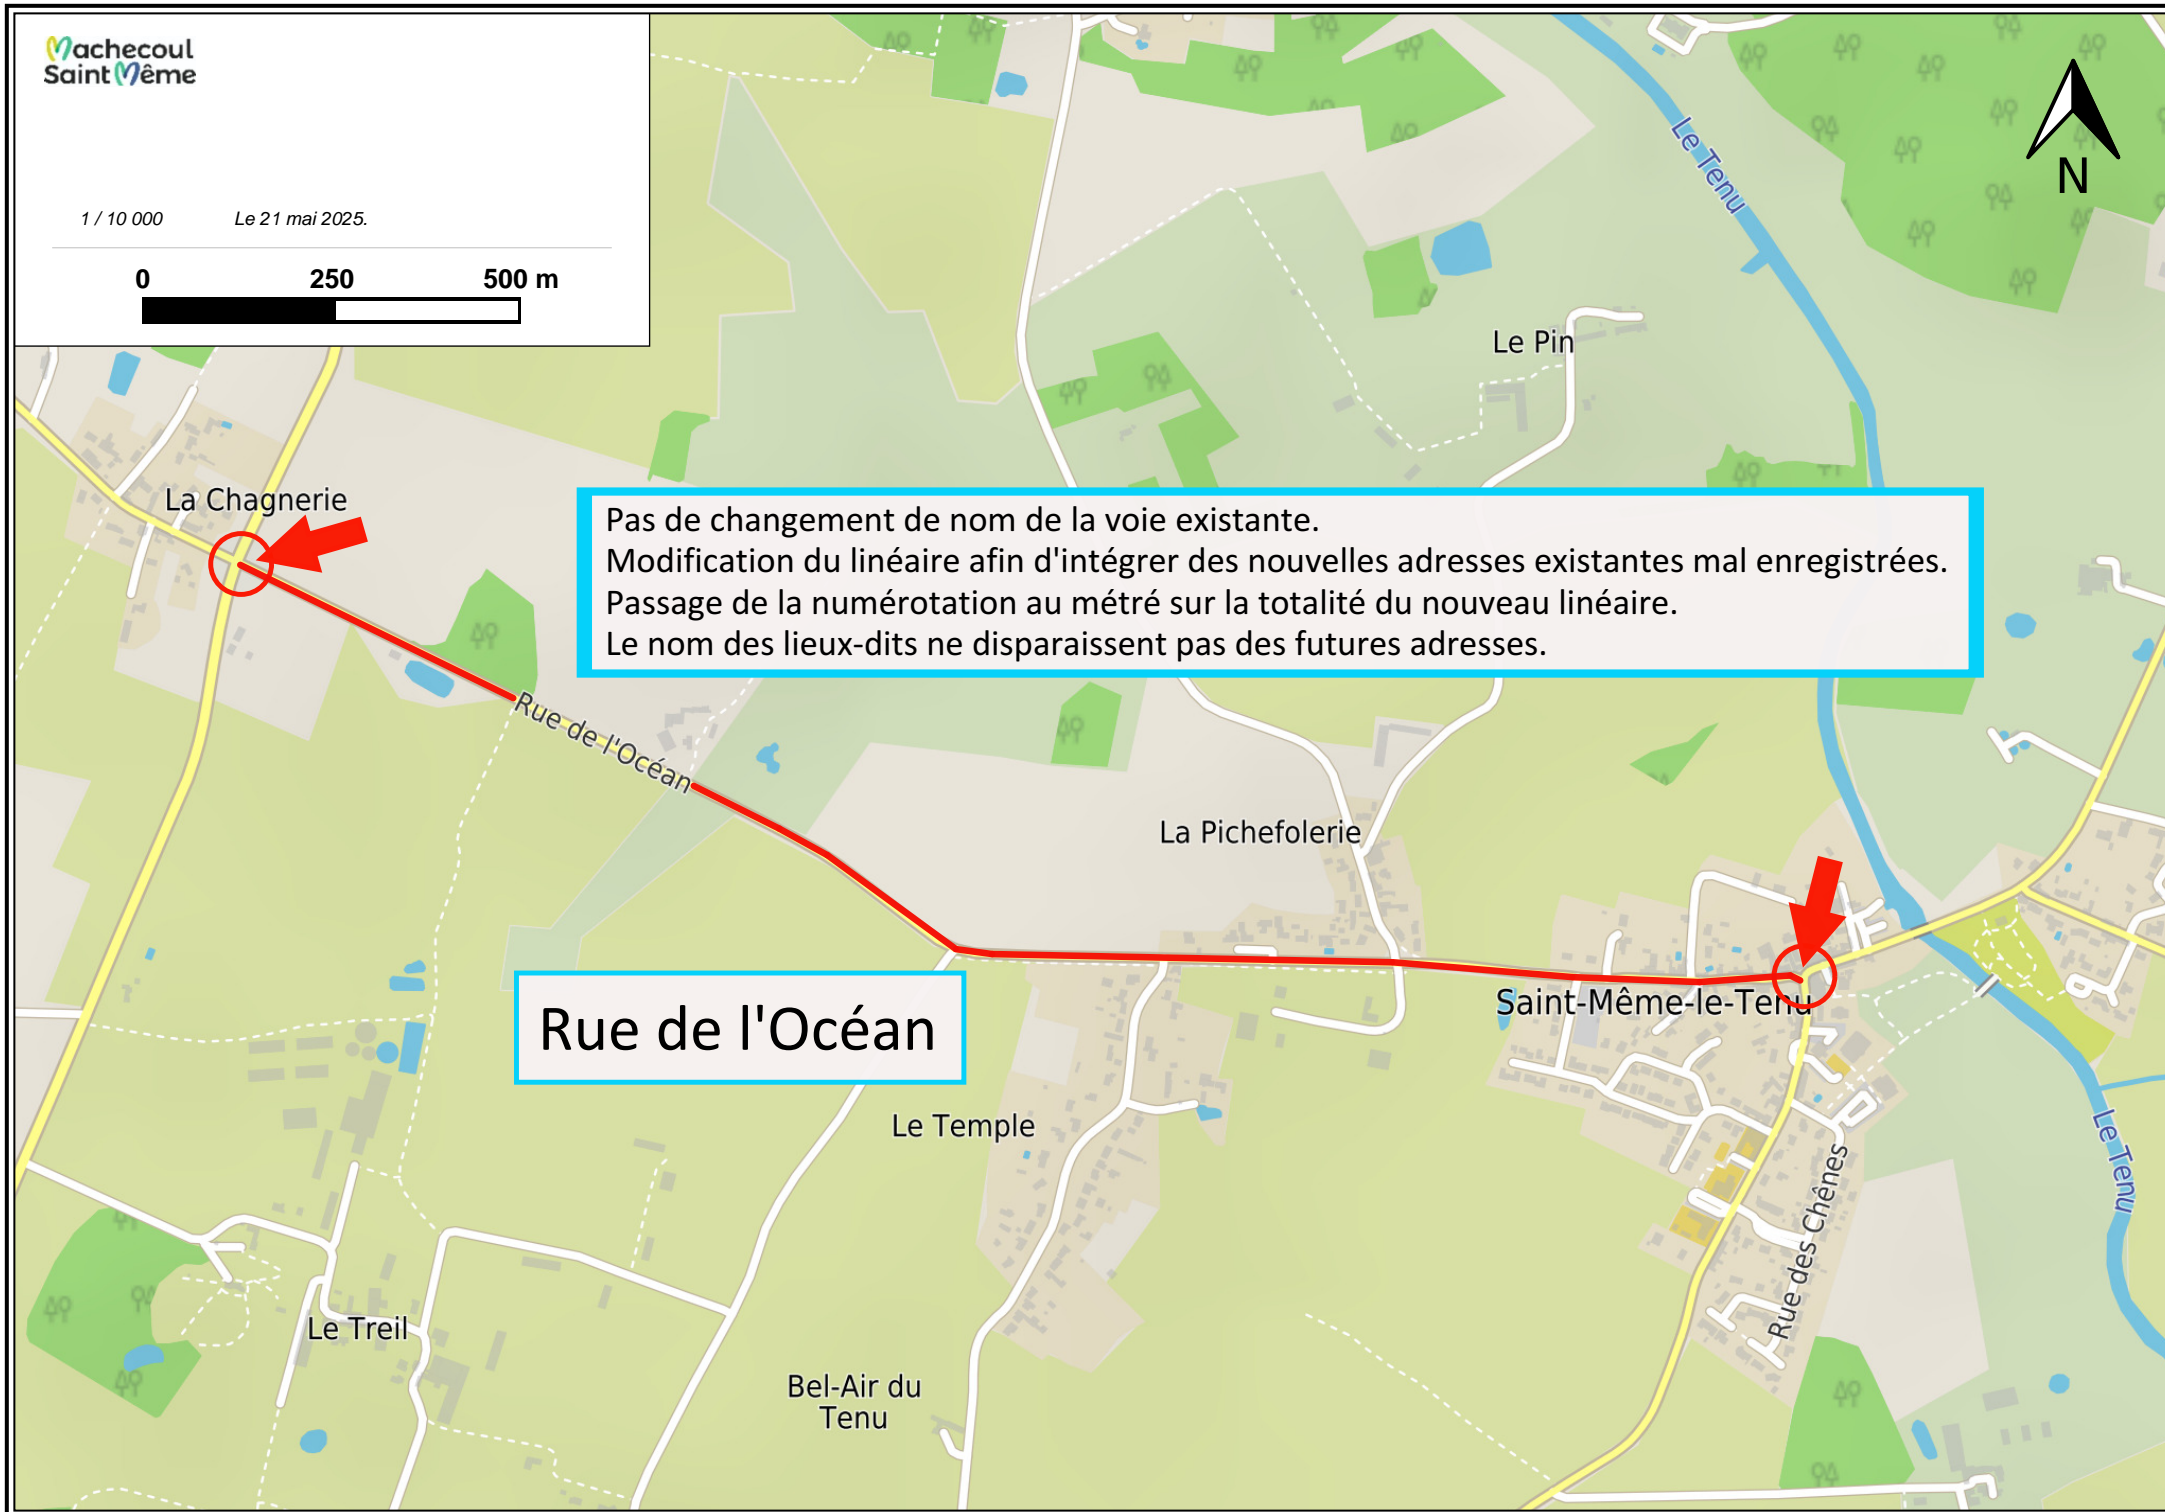 Machecoul
Saint Même
1 / 10 000 Le 21 mai 2025.
0 250 500 m
N
Le Tenu
Le Pin
La Chagnerie
Pas de changement de nom de la voie existante.
Modification du linéaire afin d'intégrer des nouvelles adresses existantes mal enregistrées.
Passage de la numérotation au métré sur la totalité du nouveau linéaire.
Le nom des lieux-dits ne disparaissent pas des futures adresses.
Rue de l'Océan
La Pichefolerie
Saint-Même-le-Tenu
Rue de l'Océan
Le Temple
Le Tenu
Rue des Chênes
Le Treil
Bel-Air du
Tenu